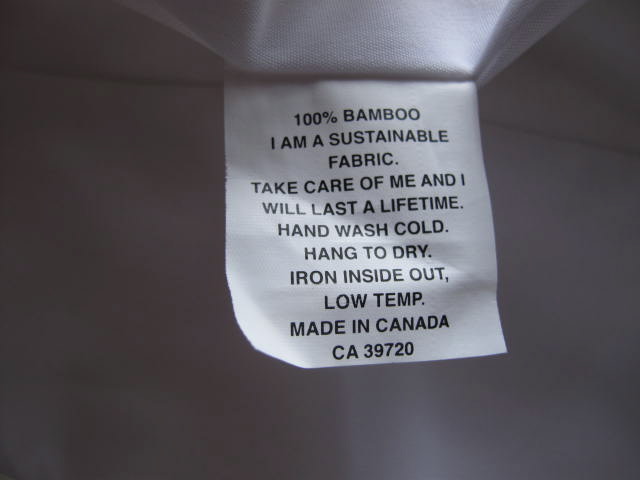 100% BAMBOO
I AM A SUSTAINABLE
FABRIC.
TAKE CARE OF ME AND I
WILL LAST A LIFETIME.
HAND WASH COLD.
HANG TO DRY.
IRON INSIDE OUT,
LOW TEMP.
MADE IN CANADA
CA 39720